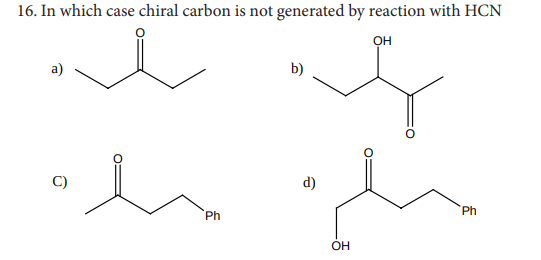 16. In which case chiral carbon is not generated by reaction with HCN
O
OH
a)
b)
O
O
O
C)
d)
Ph
Ph
OH